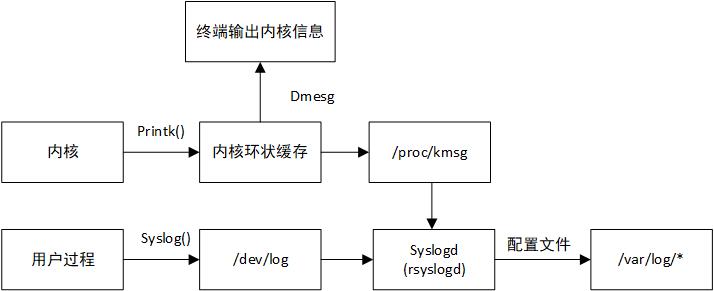 终端输出内核信息
Dmesg
Printk()
内核
内核环状缓存
/proc/kmsg
Syslog()
配置文件
用户过程
/dev/log
Syslogd
(rsyslogd)
/var/log/*